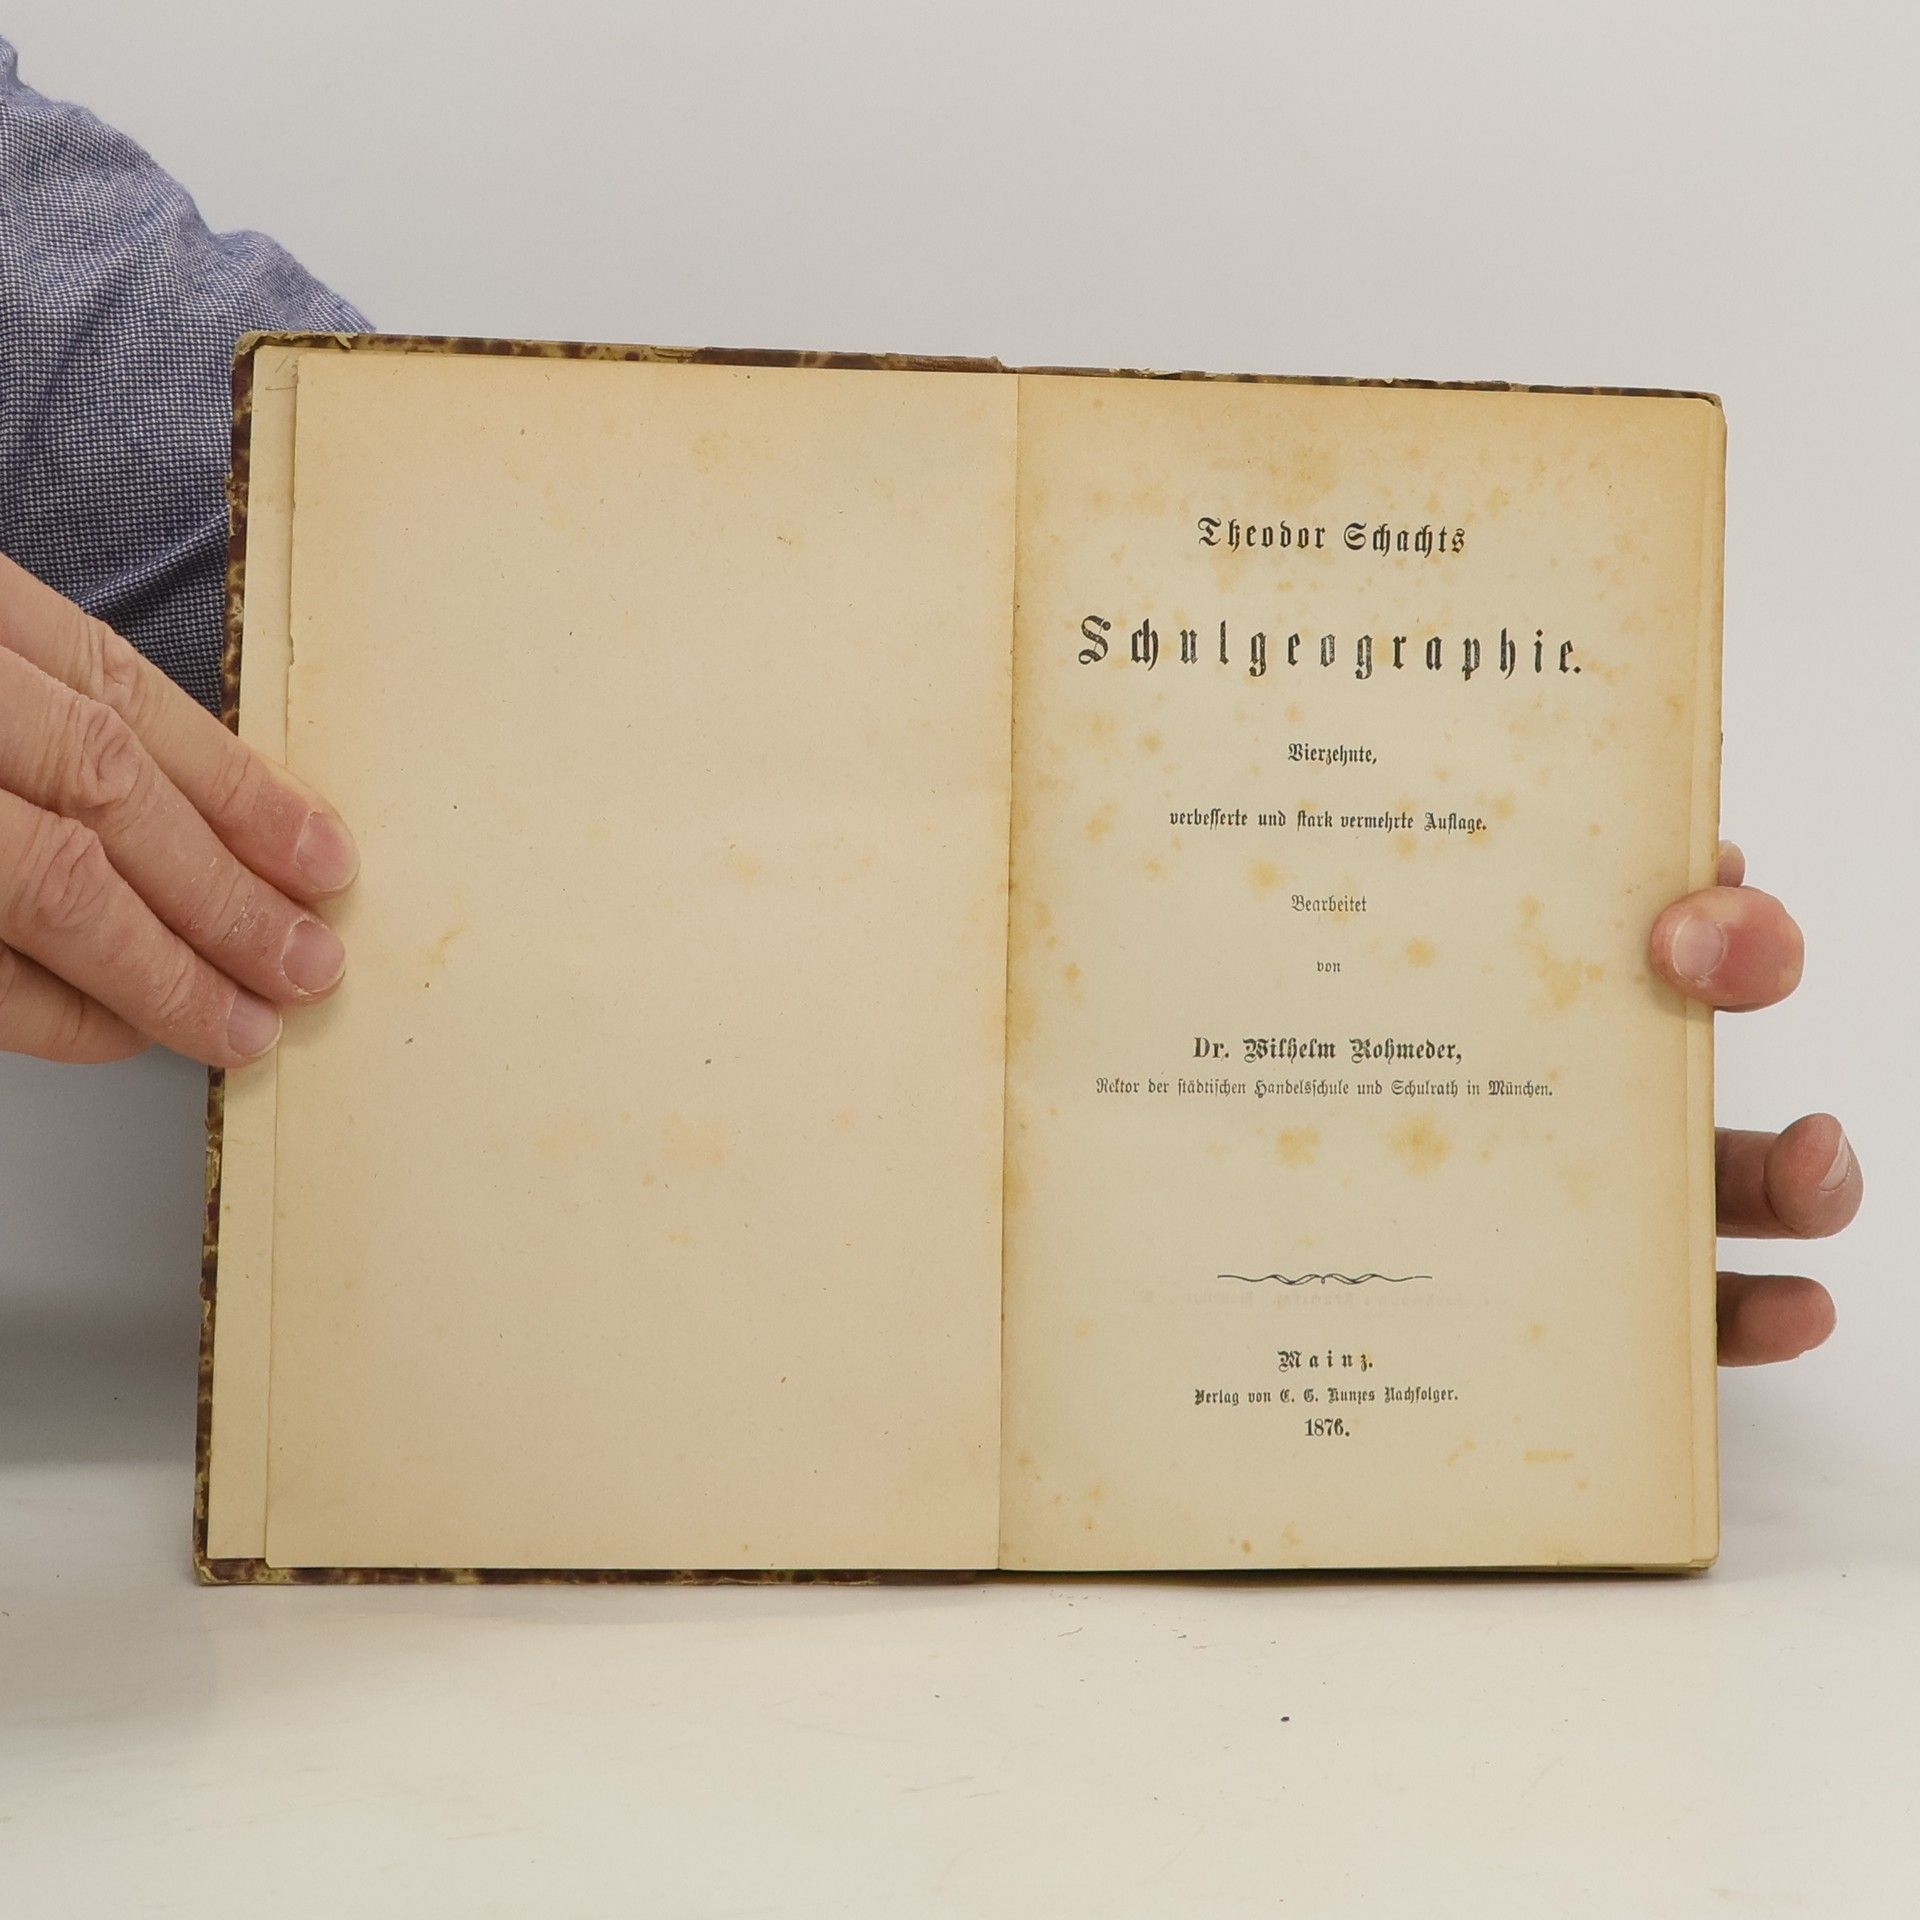 Theodor Schachts
Schulgeographie.
Vierzehnte,
verbesserte und stark vermehrte Auflage.
Bearbeitet
von
Dr. Wilhelm Rohmeder,
Rektor der städtischen Handelsschule und Schulrath in München.
Mainz.
Verlag von C. G. Kunzes Nachfolger.
1876.